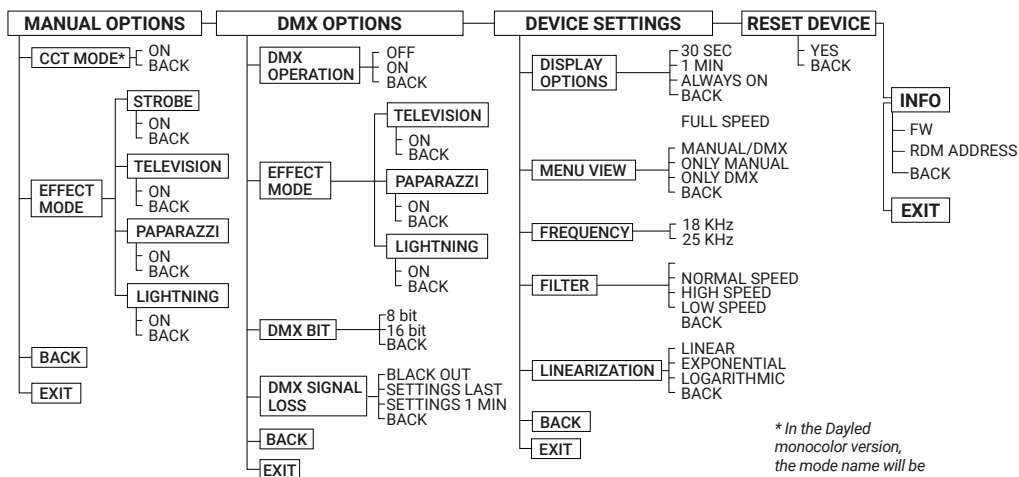 MANUAL OPTIONS
CCT MODE*
ON
BACK
EFFECT
MODE
STROBE
ON
BACK
TELEVISION
ON
BACK
PAPARAZZI
ON
BACK
LIGHTNING
ON
BACK
BACK
EXIT
DMX OPTIONS
DMX
OPERATION
OFF
ON
BACK
EFFECT
MODE
TELEVISION
ON
BACK
PAPARAZZI
ON
BACK
LIGHTNING
ON
BACK
DMX BIT
8 bit
16 bit
BACK
DMX SIGNAL
LOSS
BLACK OUT
SETTINGS LAST
SETTINGS 1 MIN
BACK
BACK
EXIT
DEVICE SETTINGS
DISPLAY
OPTIONS
30 SEC
1 MIN
ALWAYS ON
BACK
FULL SPEED
MENU VIEW
MANUAL/DMX
ONLY MANUAL
ONLY DMX
BACK
FREQUENCY
18 KHz
25 KHz
FILTER
NORMAL SPEED
HIGH SPEED
LOW SPEED
BACK
LINEARIZATION
LINEAR
EXPONENTIAL
LOGARITHMIC
BACK
BACK
EXIT
RESET DEVICE
YES
BACK
INFO
FW
RDM ADDRESS
BACK
EXIT
* In the Dayled
monocolor version,
the mode name will be